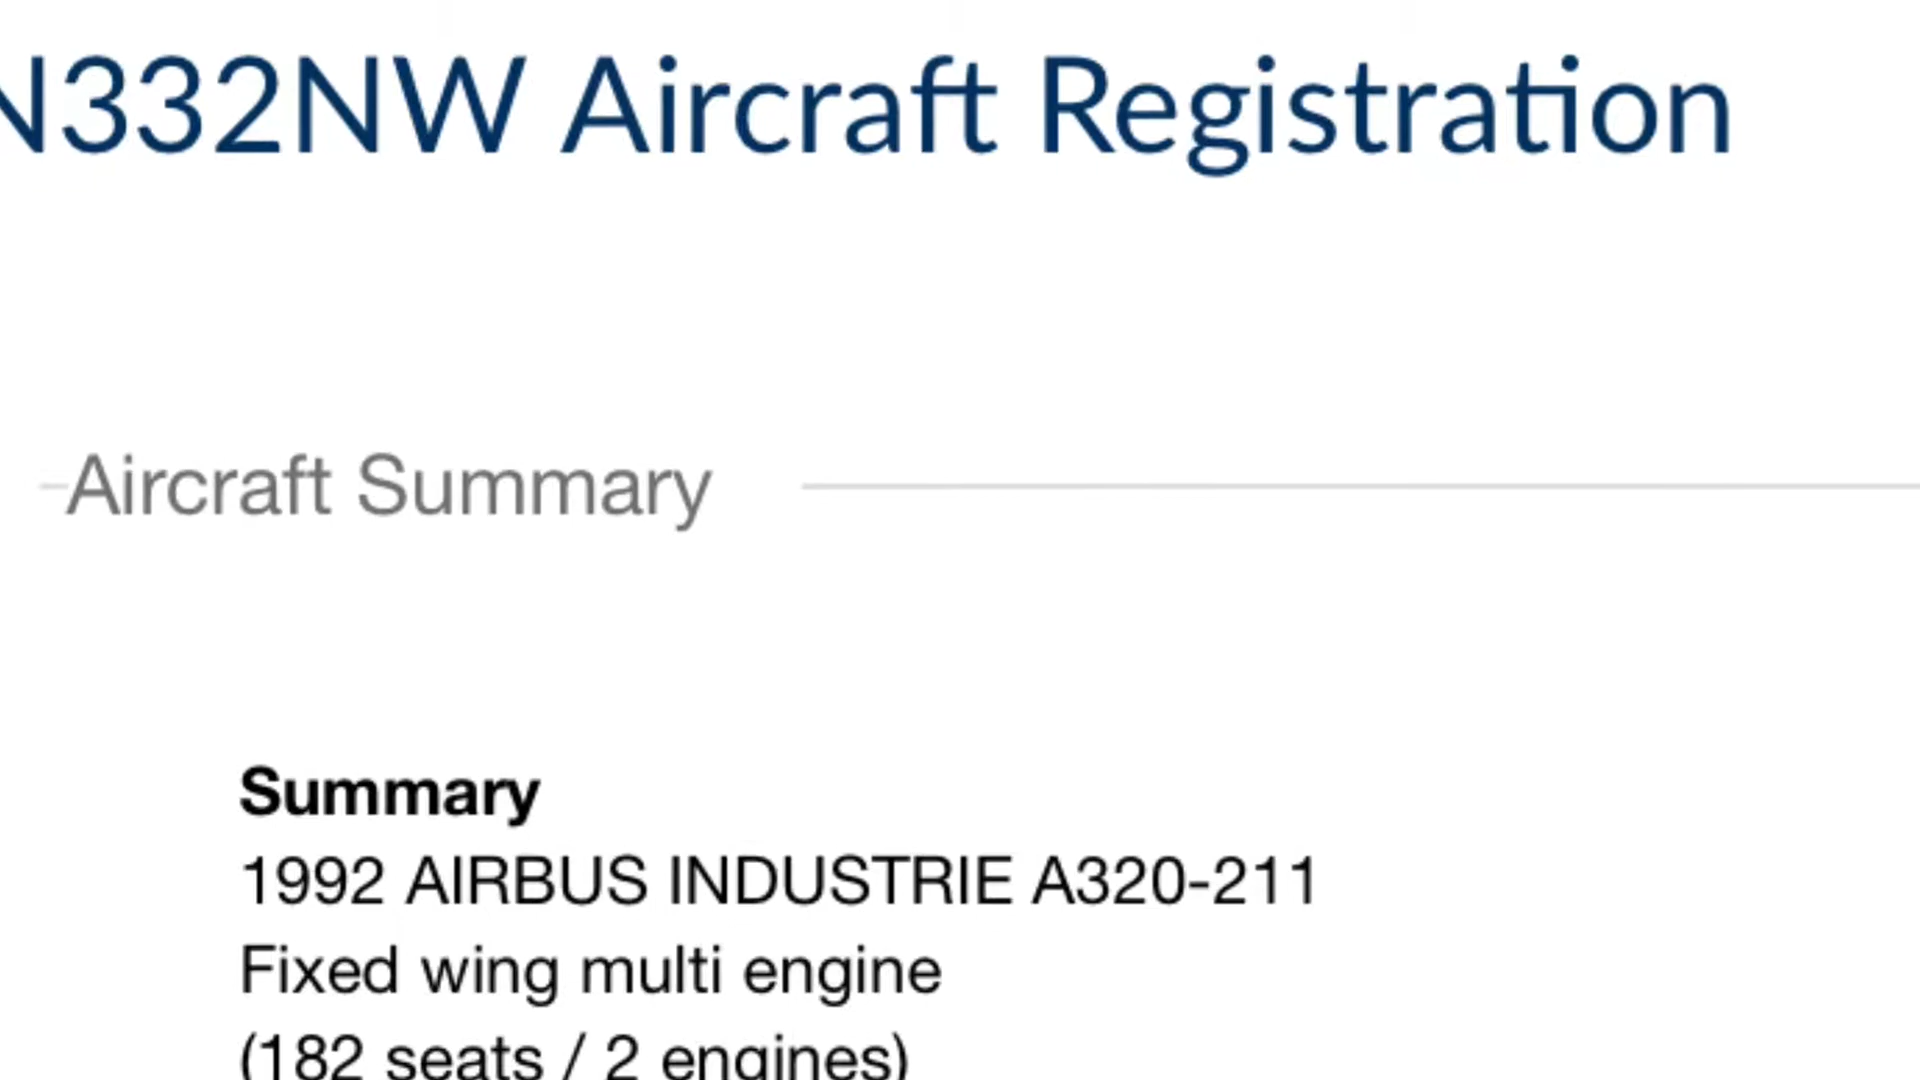 N332NW Aircraft Registration
Aircraft Summary
Summary
1992 AIRBUS INDUSTRIE A320-211
Fixed wing multi engine
(182 seats / 2 engines)